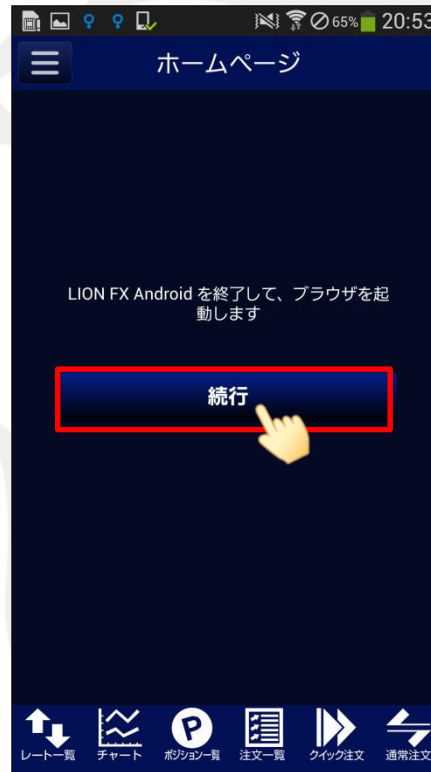 65% 20:53
ホームページ
LION FX Android を終了して、ブラウザを起
動します
続行
レート一覧 チャート ポジション一覧 注文一覧 クイック注文 通常注文